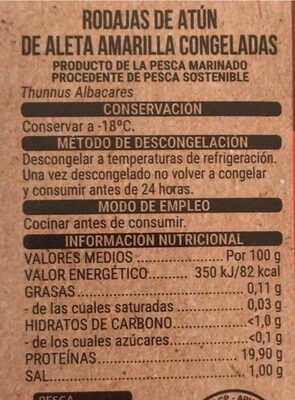 RODAJAS DE ATÚN
DE ALETA AMARILLA CONGELADAS
PRODUCTO DE LA PESCA MARINADO
PROCEDENTE DE PESCA SOSTENIBLE
Thunnus Albacares
CONSERVACIÓN
Conservar a -18ºC.
MÉTODO DE DESCONGELACIÓN
Descongelar a temperaturas de refrigeración.
Una vez descongelado no volver a congelar
y consumir antes de 24 horas.
MODO DE EMPLEO
Cocinar antes de consumir.
INFORMACION NUTRICIONAL
VALORES MEDIOS Por 100 g
VALOR ENERGÉTICO 350 kJ/82 kcal
GRASAS 0,11 g
- de las cuales saturadas 0,03 g
HIDRATOS DE CARBONO <1,0 g
- de los cuales azúcares <0,1 g
PROTEÍNAS 19,90 g
SAL 1,00 g